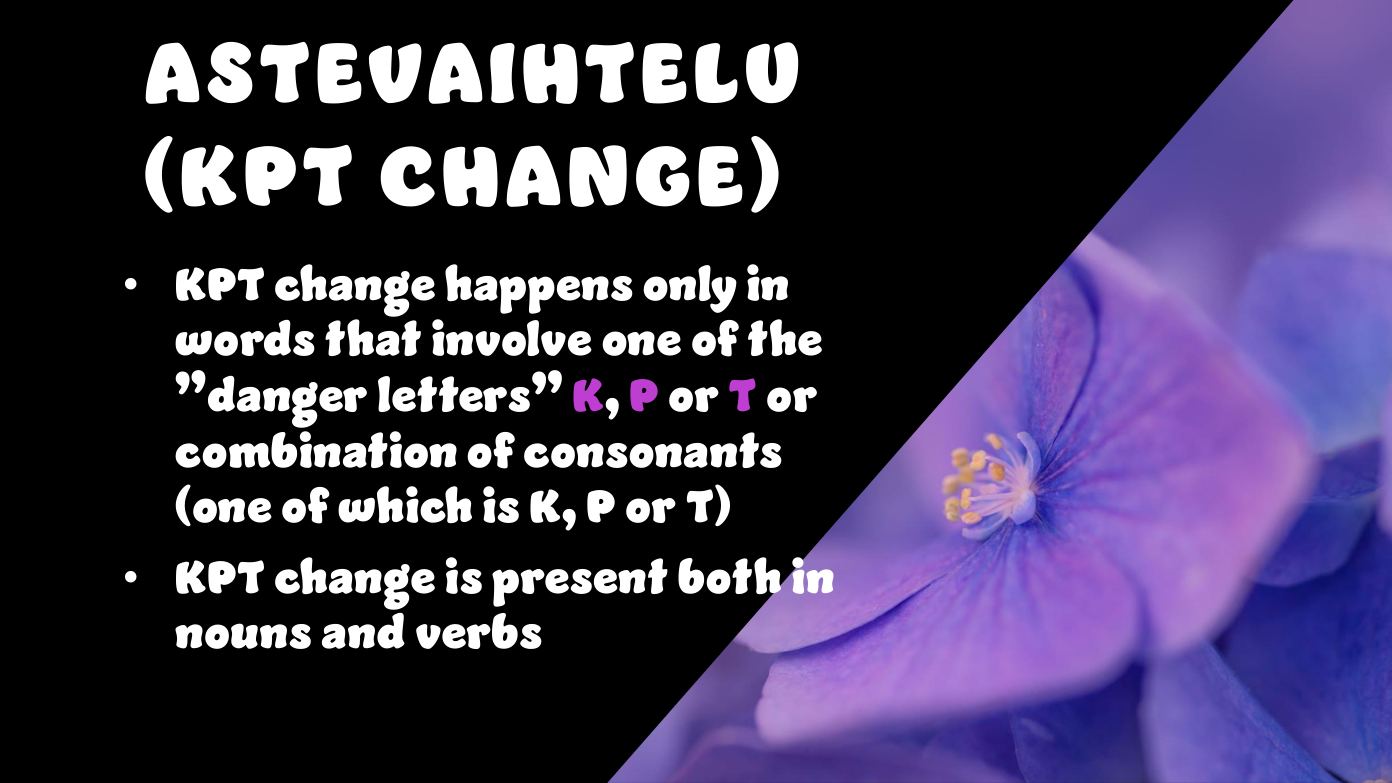 ASTEVAIHTELU
(KPT CHANGE)
• KPT change happens only in
words that involve one of the
”danger letters” K, P or T or
combination of consonants
(one of which is K, P or T)
• KPT change is present both in
nouns and verbs